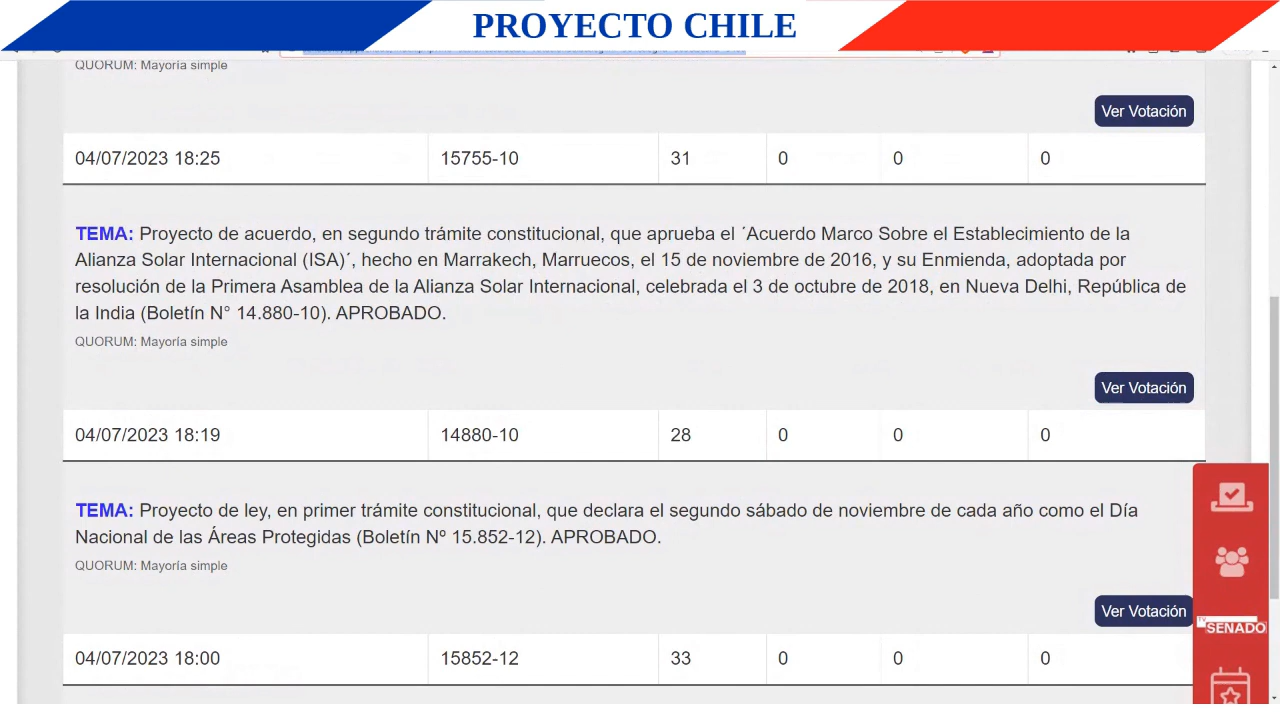 PROYECTO CHILE
QUORUM: Mayoría simple
Ver Votación
04/07/2023 18:25 15755-10 31 0 0 0
TEMA: Proyecto de acuerdo, en segundo trámite constitucional, que aprueba el ´Acuerdo Marco Sobre el Establecimiento de la
Alianza Solar Internacional (ISA)´, hecho en Marrakech, Marruecos, el 15 de noviembre de 2016, y su Enmienda, adoptada por
resolución de la Primera Asamblea de la Alianza Solar Internacional, celebrada el 3 de octubre de 2018, en Nueva Delhi, República de
la India (Boletín N° 14.880-10). APROBADO.
QUORUM: Mayoría simple
Ver Votación
04/07/2023 18:19 14880-10 28 0 0 0
TEMA: Proyecto de ley, en primer trámite constitucional, que declara el segundo sábado de noviembre de cada año como el Día
Nacional de las Áreas Protegidas (Boletín Nº 15.852-12). APROBADO.
QUORUM: Mayoría simple
Ver Votación
TV SENADO
04/07/2023 18:00 15852-12 33 0 0 0